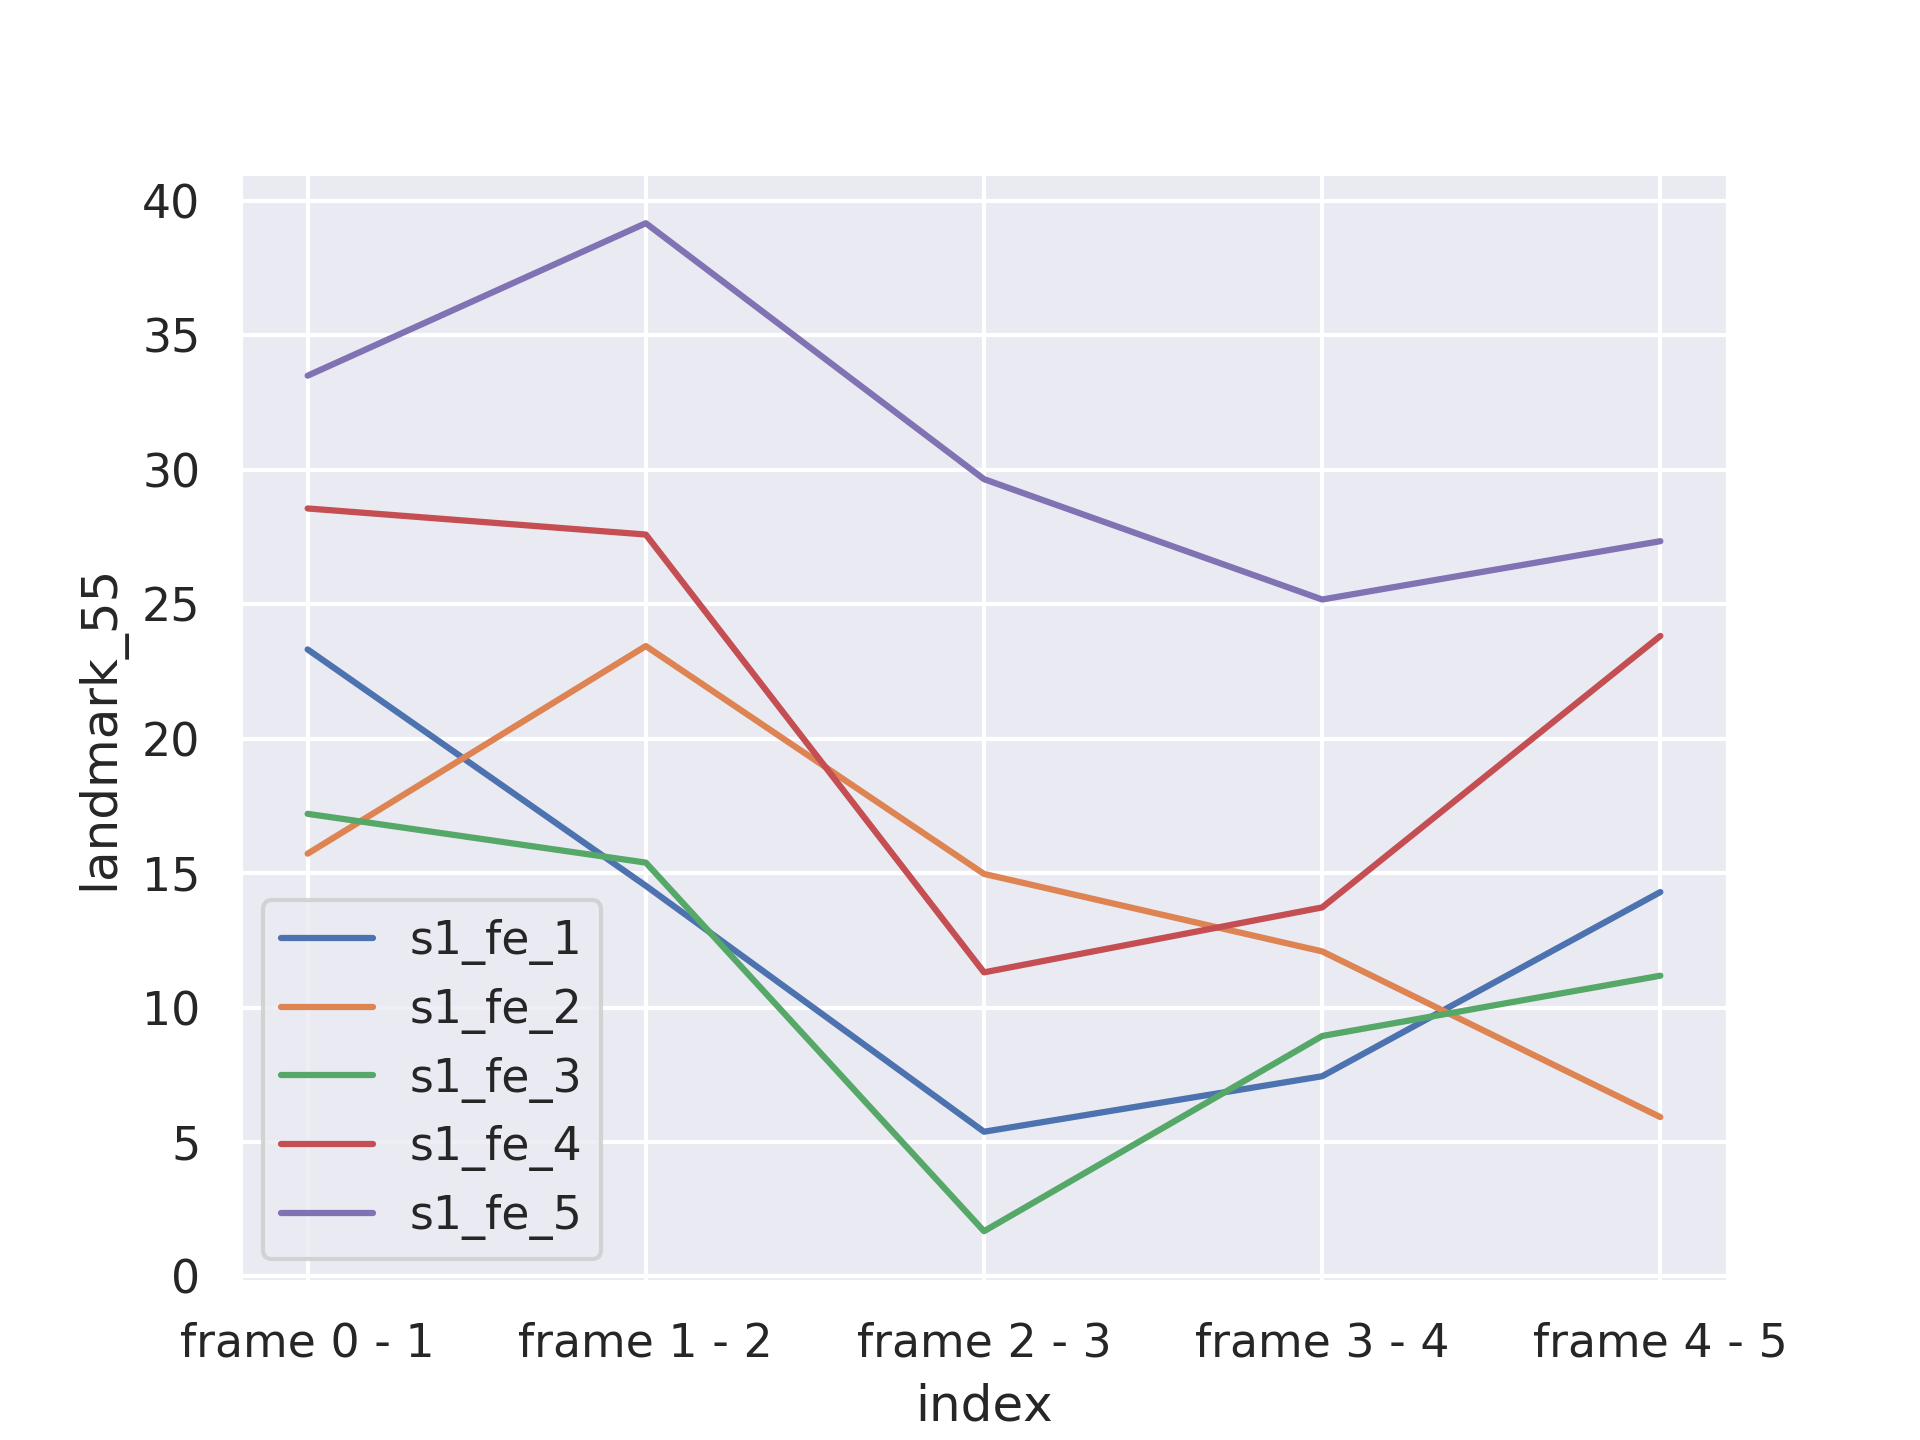 40
35
30
25
20
15
10
5
0
landmark_55
s1_fe_1
s1_fe_2
s1_fe_3
s1_fe_4
s1_fe_5
frame 0 - 1 frame 1 - 2 frame 2 - 3 frame 3 - 4 frame 4 - 5
index